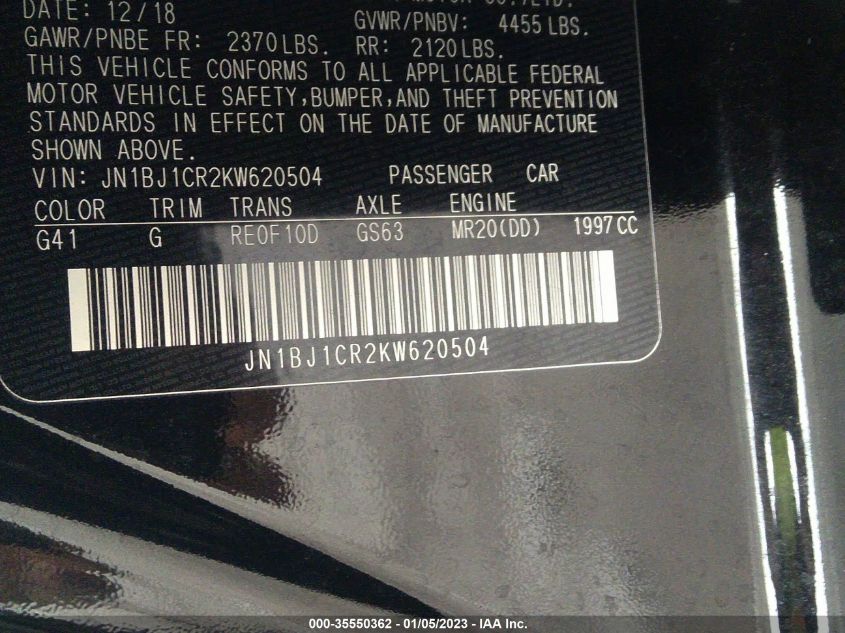 DATE: 12/18 GVWR/PNBV: 4455 LBS.
GAWR/PNBE FR: 2370LBS. RR: 2120LBS.
THIS VEHICLE CONFORMS TO ALL APPLICABLE FEDERAL
MOTOR VEHICLE SAFETY,BUMPER,AND THEFT PREVENTION
STANDARDS IN EFFECT ON THE DATE OF MANUFACTURE
SHOWN ABOVE.
VIN: JN1BJ1CR2KW620504 PASSENGER CAR
COLOR TRIM TRANS AXLE ENGINE
G41 G RE0F10D GS63 MR20(DD) 1997CC
JN1BJ1CR2KW620504
000-35550362 - 01/05/2023 - IAA Inc.